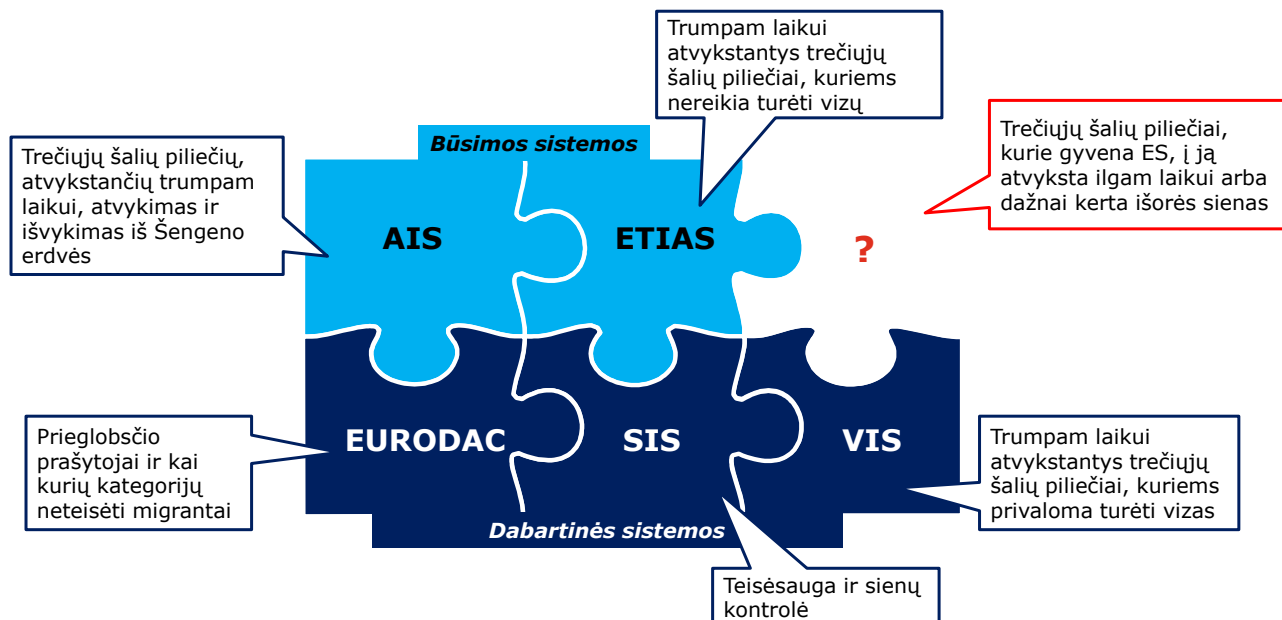 Trumpam laikui
atvykstantys trečiųjų
šalių piliečiai, kuriems
nereikia turėti vizų
Trečiųjų šalių piliečiai,
kurie gyvena ES, į ją
atvyksta ilgam laikui arba
dažnai kerta išorės sienas
Būsimos sistemos
Trečiųjų šalių piliečių,
atvykstančių trumpam
laikui, atvykimas ir
išvykimas iš Šengeno
erdvės
AIS
ETIAS
?
EURODAC
SIS
VIS
Prieglobsčio
prašytojai ir kai
kurių kategorijų
neteisėti migrantai
Trumpam laikui
atvykstantys trečiųjų
šalių piliečiai, kuriems
privaloma turėti vizas
Dabartinės sistemos
Teisėsauga ir sienų
kontrolė